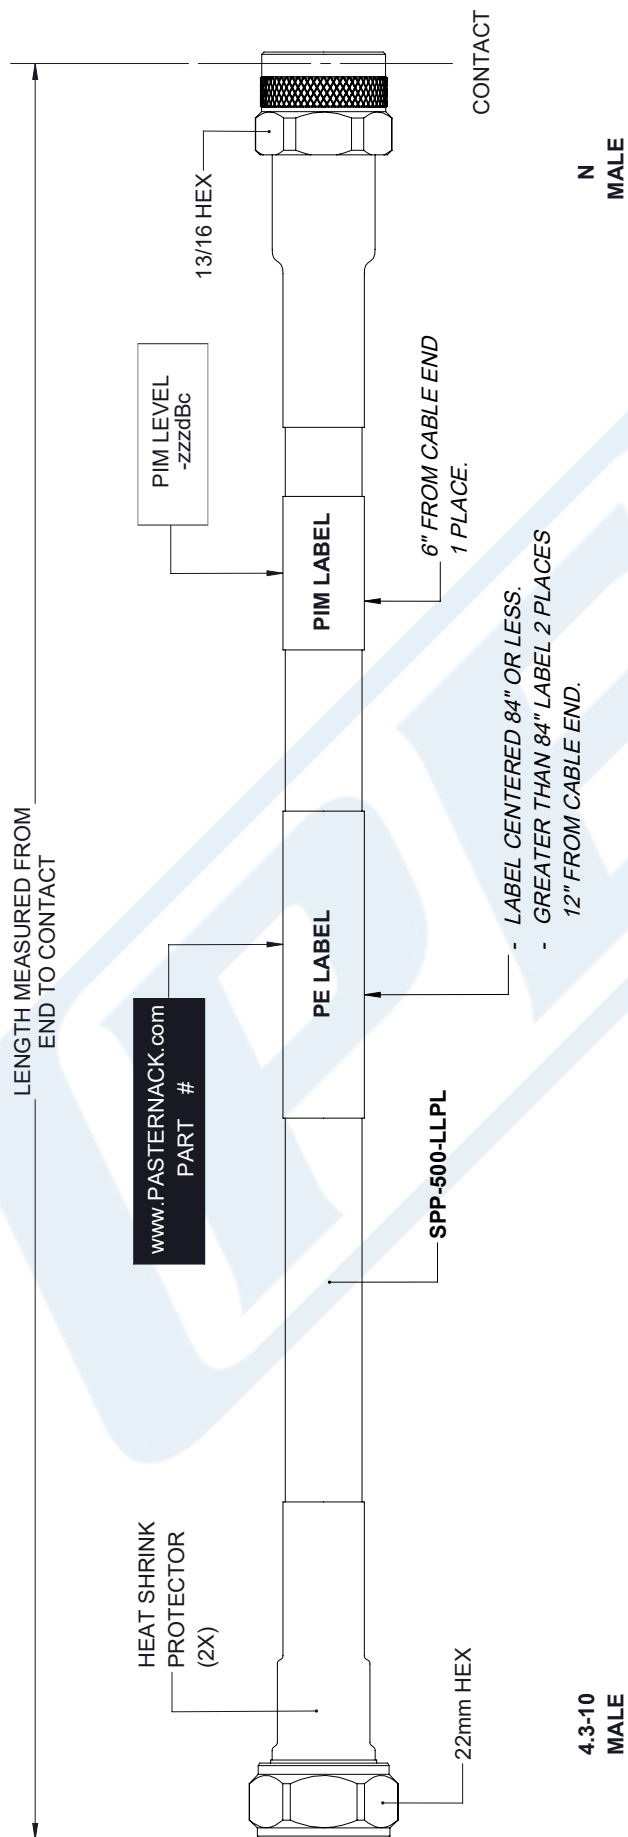 LENGTH MEASURED FROM
END TO CONTACT
HEAT SHRINK
PROTECTOR
(2X)
www.PASTERNACK.com
PART #
PIM LEVEL
-zzzdBc
13/16 HEX
PE LABEL
PIM LABEL
22mm HEX
SPP-500-LLPL
- LABEL CENTERED 84" OR LESS.
- GREATER THAN 84" LABEL 2 PLACES
12" FROM CABLE END.
6" FROM CABLE END
1 PLACE.
CONTACT
4.3-10
MALE
N
MALE